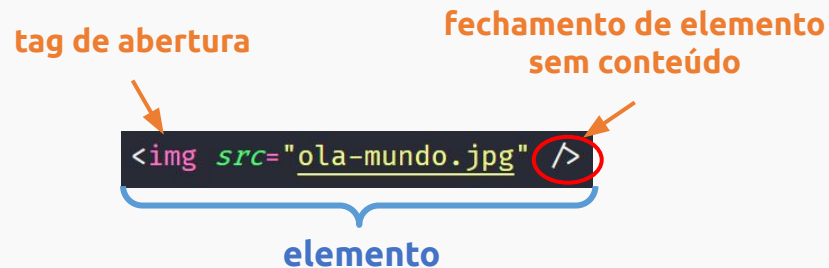 tag de abertura
fechamento de elemento
sem conteúdo
<img src="ola-mundo.jpg" />
elemento